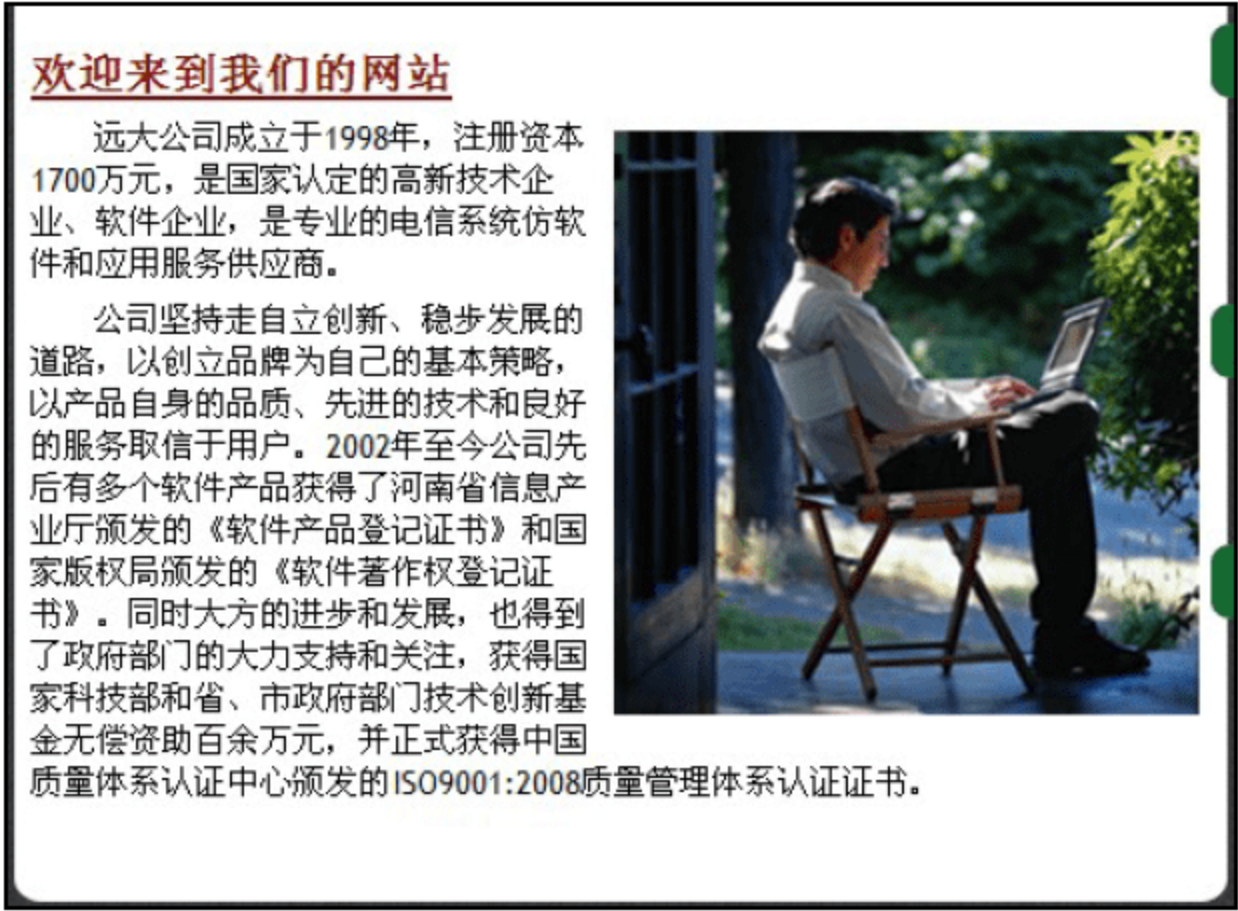 欢迎来到我们的网站
远大公司成立于1998年，注册资本
1700万元，是国家认定的高新技术企
业、软件企业，是专业的电信系统仿软
件和应用服务供应商。
公司坚持走自立创新、稳步发展的
道路，以创立品牌为自己的基本策略，
以产品自身的品质、先进的技术和良好
的服务取信于用户。2002年至今公司先
后有多个软件产品获得了河南省信息产
业厅颁发的《软件产品登记证书》和国
家版权局颁发的《软件著作权登记证
书》。同时大方的进步和发展，也得到
了政府部门的大力支持和关注，获得国
家科技部和省、市政府部门技术创新基
金无偿资助百余万元，并正式获得中国
质量体系认证中心颁发的ISO9001:2008质量管理体系认证证书。